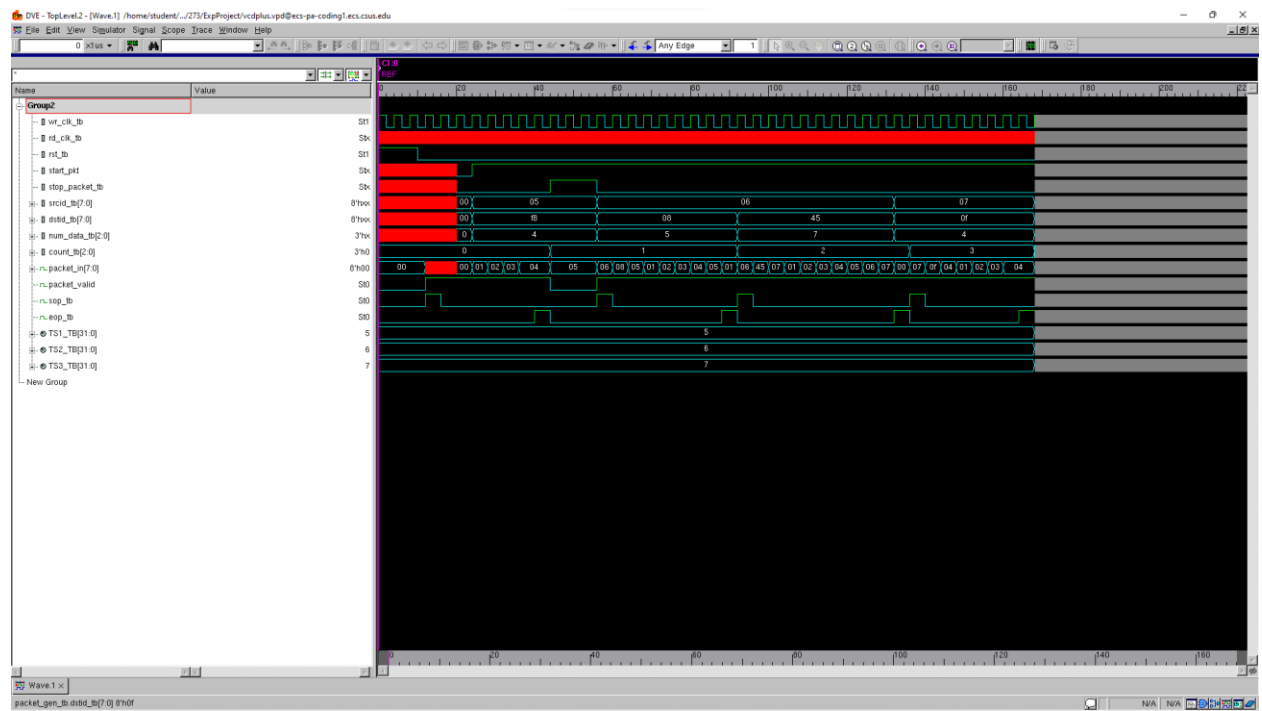 DVE - TopLevel.2 - [Wave.1] /home/student/.../273/ExpProject/vcdplus.vpd@ecs-pa-coding1.ecs.csus.edu
File Edit View Simulator Signal Scope Trace Window Help
0 x1us Any Edge 1
C1:0
REF
*
Name Value
0 20 40 60 80 100 120 140 160 180 200 22
Group2
wr_clk_tb St1
rd_clk_tb Stx
rst_tb St1
start_pkt Stx
stop_packet_tb Stx
srcid_tb[7:0] 8'hxx 00 05 06 07
dstid_tb[7:0] 8'hxx 00 f8 08 45 0f
num_data_tb[2:0] 3'hx 0 4 5 7 4
count_tb[2:0] 3'h0 0 1 2 3
packet_in[7:0] 8'h00 00 00 01 02 03 04 05 06 08 05 01 02 03 04 05 01 06 45 07 01 02 03 04 05 06 07 00 07 0f 04 01 02 03 04
packet_valid St0
sop_tb St0
eop_tb St0
TS1_TB[31:0] 5 5
TS2_TB[31:0] 6 6
TS3_TB[31:0] 7 7
New Group
0 20 40 60 80 100 120 140 160
Wave.1 ×
packet_gen_tb.dstid_tb[7:0] 8'h0f N/A N/A